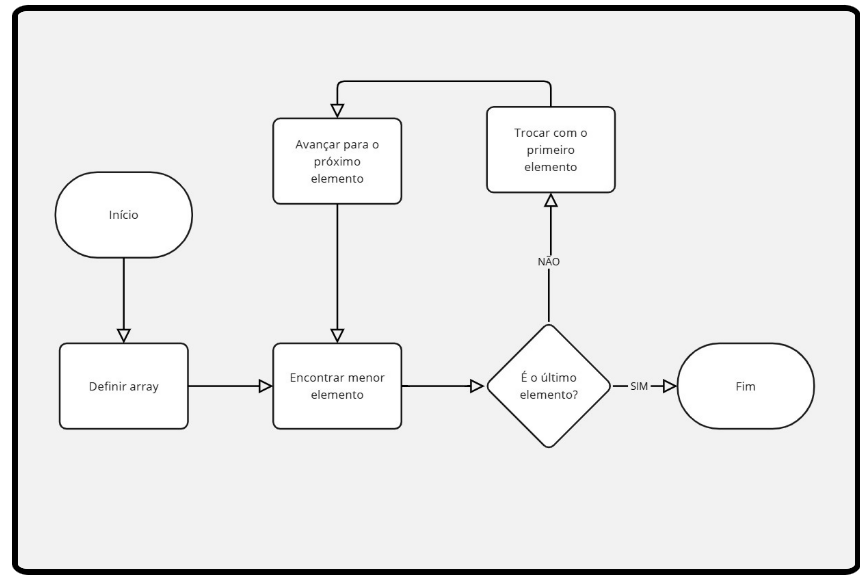 Início
Definir array
Avançar para o
próximo
elemento
Encontrar menor
elemento
Trocar com o
primeiro
elemento
NÃO
É o último
elemento?
SIM
Fim